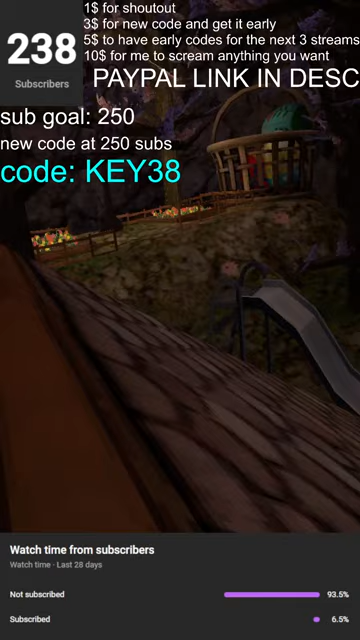 238
Subscribers
1$ for shoutout
3$ for new code and get it early
5$ to have early codes for the next 3 streams
10$ for me to scream anything you want
PAYPAL LINK IN DESC
sub goal: 250
new code at 250 subs
code: KEY38
Watch time from subscribers
Watch time · Last 28 days
Not subscribed 93.5%
Subscribed 6.5%